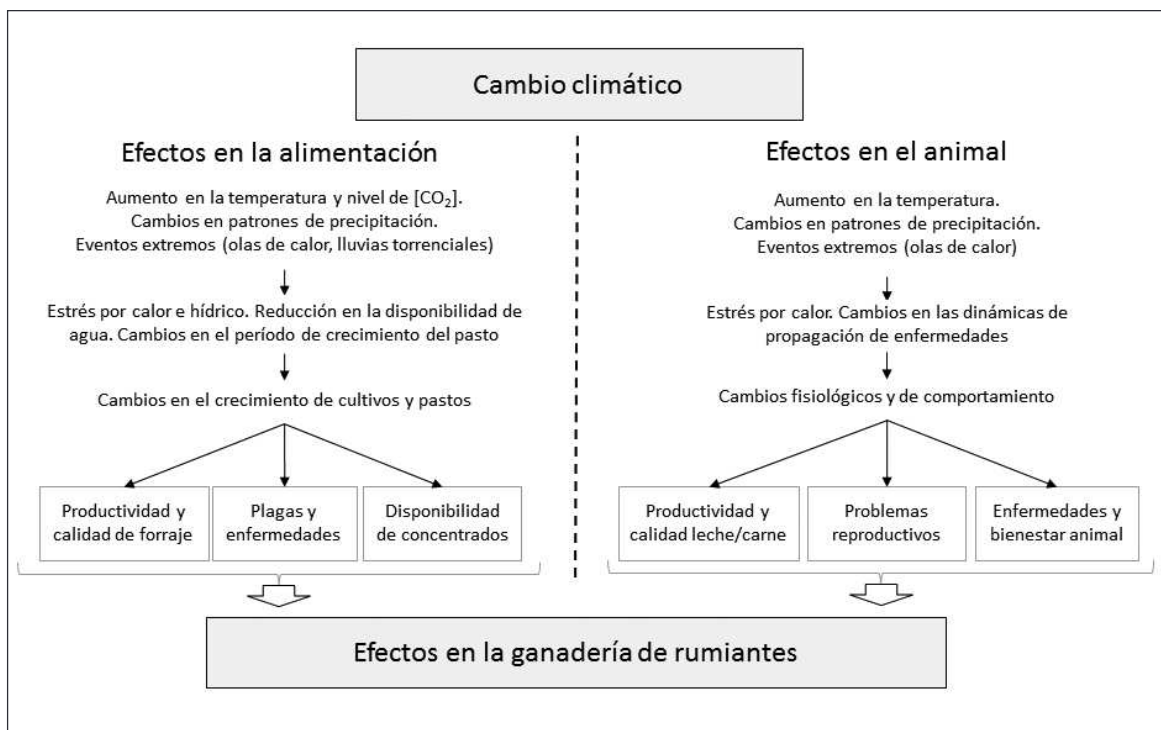 Cambio climático
Efectos en la alimentación
Aumento en la temperatura y nivel de [CO₂].
Cambios en patrones de precipitación.
Eventos extremos (olas de calor, lluvias torrenciales)
Estrés por calor e hídrico. Reducción en la disponibilidad de
agua. Cambios en el período de crecimiento del pasto
Cambios en el crecimiento de cultivos y pastos
Productividad y
calidad de forraje
Plagas y
enfermedades
Disponibilidad
de concentrados
Efectos en el animal
Aumento en la temperatura.
Cambios en patrones de precipitación.
Eventos extremos (olas de calor)
Estrés por calor. Cambios en las dinámicas de
propagación de enfermedades
Cambios fisiológicos y de comportamiento
Productividad y
calidad leche/carne
Problemas
reproductivos
Enfermedades y
bienestar animal
Efectos en la ganadería de rumiantes